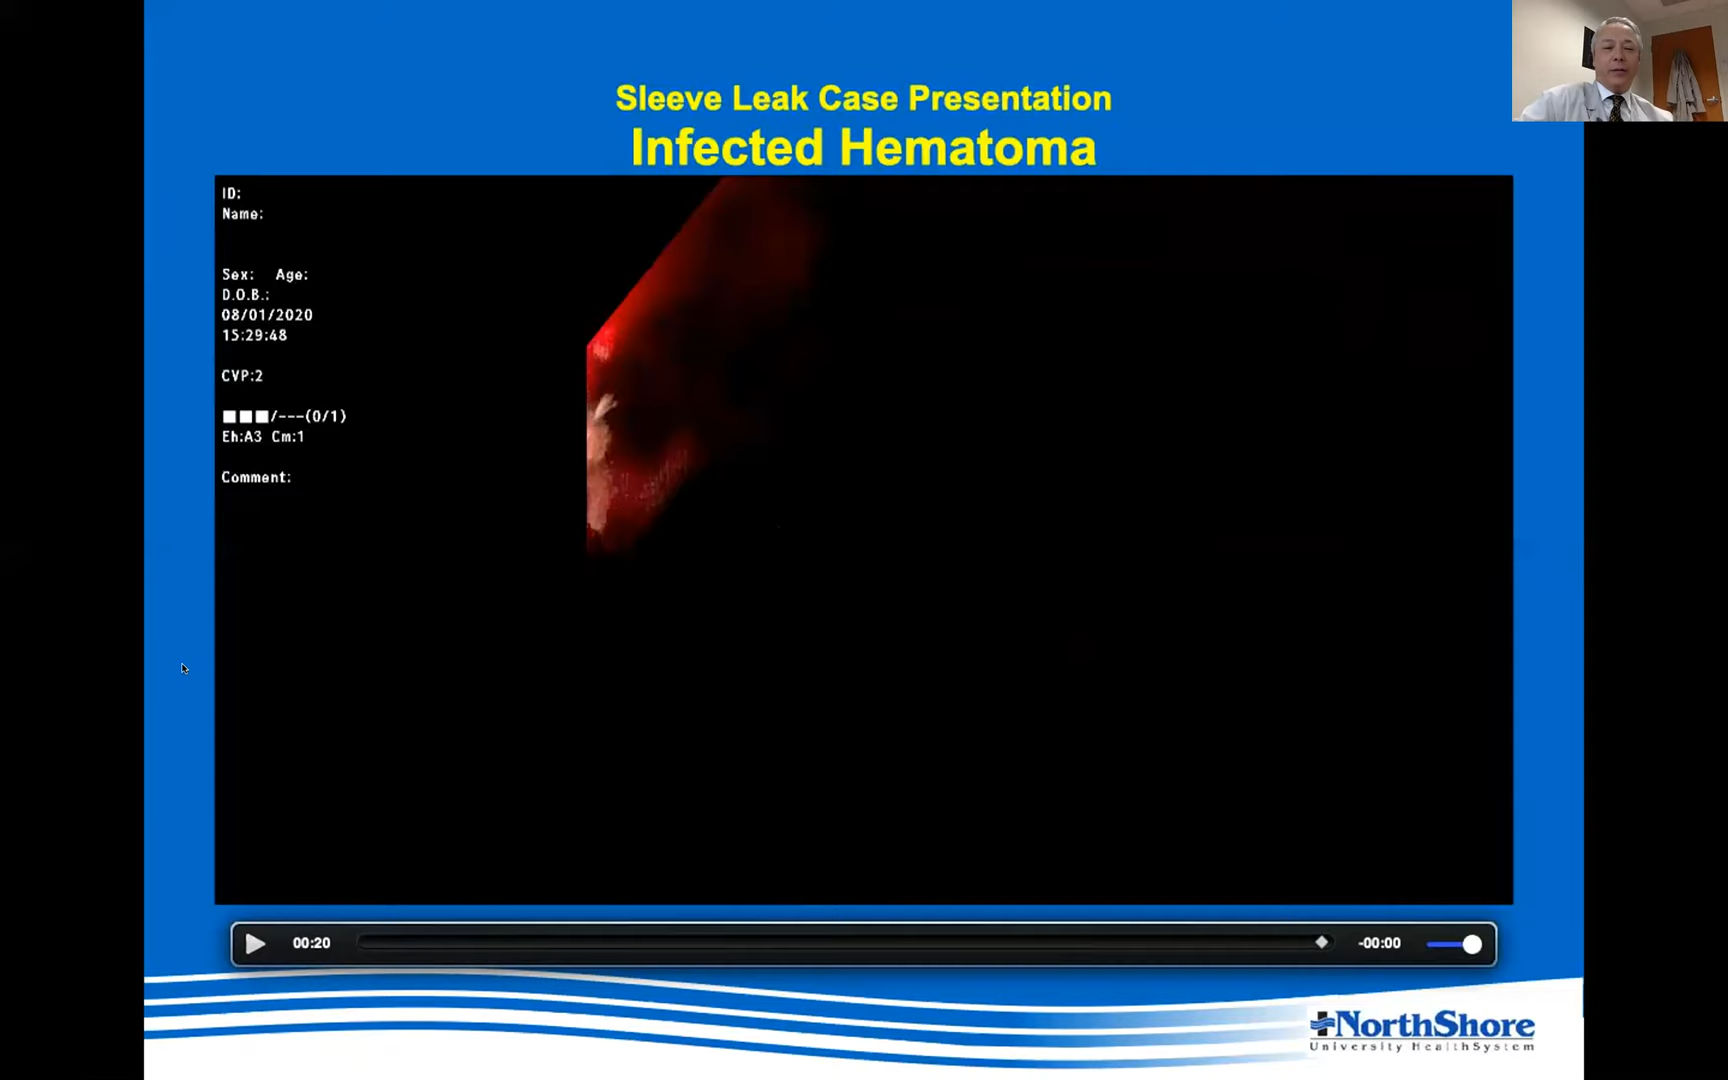 Sleeve Leak Case Presentation
Infected Hematoma
ID:
Name:
Sex: Age:
D.O.B.:
08/01/2020
15:29:48
CVP:2
■■■/---(0/1)
Eh:A3 Cm:1
Comment:
00:20
-00:00
NorthShore
University HealthSystem